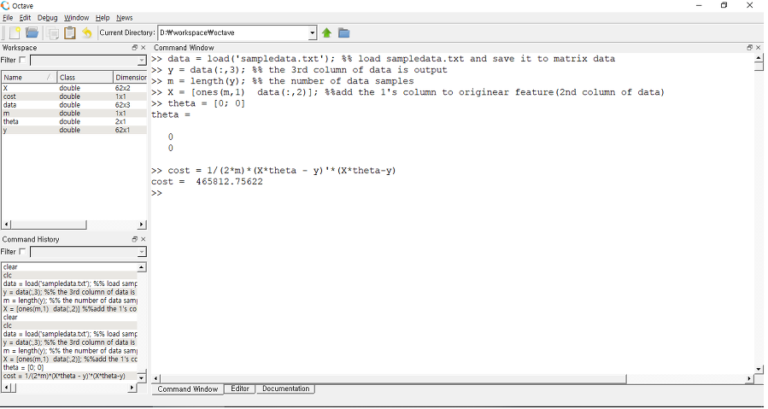 Octave
File Edit Debug Window Help News
Current Directory: D:₩workspace₩octave
Workspace
Filter
Name Class Dimension
X double 62x2
cost double 1x1
data double 62x3
m double 1x1
theta double 2x1
y double 62x1
Command History
Filter
clear
clc
data = load('sampledata.txt'); %% load samp
y = data(:,3); %% the 3rd column of data is
m = length(y); %% the number of data sam
X = [ones(m,1) data(:,2)] %%add the 1's co
clear
clc
data = load('sampledata.txt'); %% load samp
y = data(:,3); %% the 3rd column of data is
m = length(y); %% the number of data sam
X = [ones(m,1) data(:,2)]; %%add the 1's cc
theta = [0; 0]
cost = 1/(2*m)*(X*theta - y)'*(X*theta-y)
Command Window
>> data = load('sampledata.txt'); %% load sampledata.txt and save it to matrix data
>> y = data(:,3); %% the 3rd column of data is output
>> m = length(y); %% the number of data samples
>> X = [ones(m,1) data(:,2)]; %%add the 1's column to originear feature(2nd column of data)
>> theta = [0; 0]
theta =
0
0
>> cost = 1/(2*m)*(X*theta - y)'*(X*theta-y)
cost = 465812.75622
>>
Command Window Editor Documentation